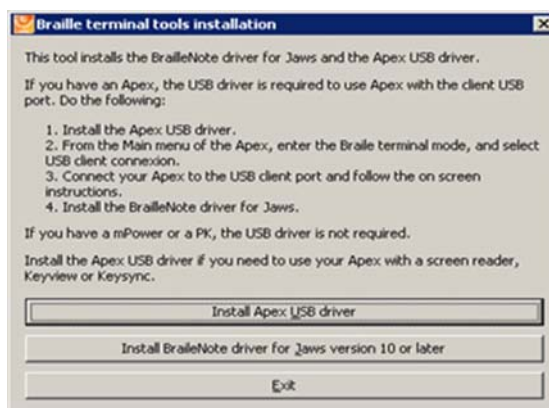 Braille terminal tools installation
This tool installs the BrailleNote driver for Jaws and the Apex USB driver.
If you have an Apex, the USB driver is required to use Apex with the client USB
port. Do the following:
1. Install the Apex USB driver.
2. From the Main menu of the Apex, enter the Braile terminal mode, and select
USB client connexion.
3. Connect your Apex to the USB client port and follow the on screen
instructions.
4. Install the BrailleNote driver for Jaws.
If you have a mPower or a PK, the USB driver is not required.
Install the Apex USB driver if you need to use your Apex with a screen reader,
Keyview or Keysync.
Install Apex USB driver
Install BraileNote driver for Jaws version 10 or later
Exit